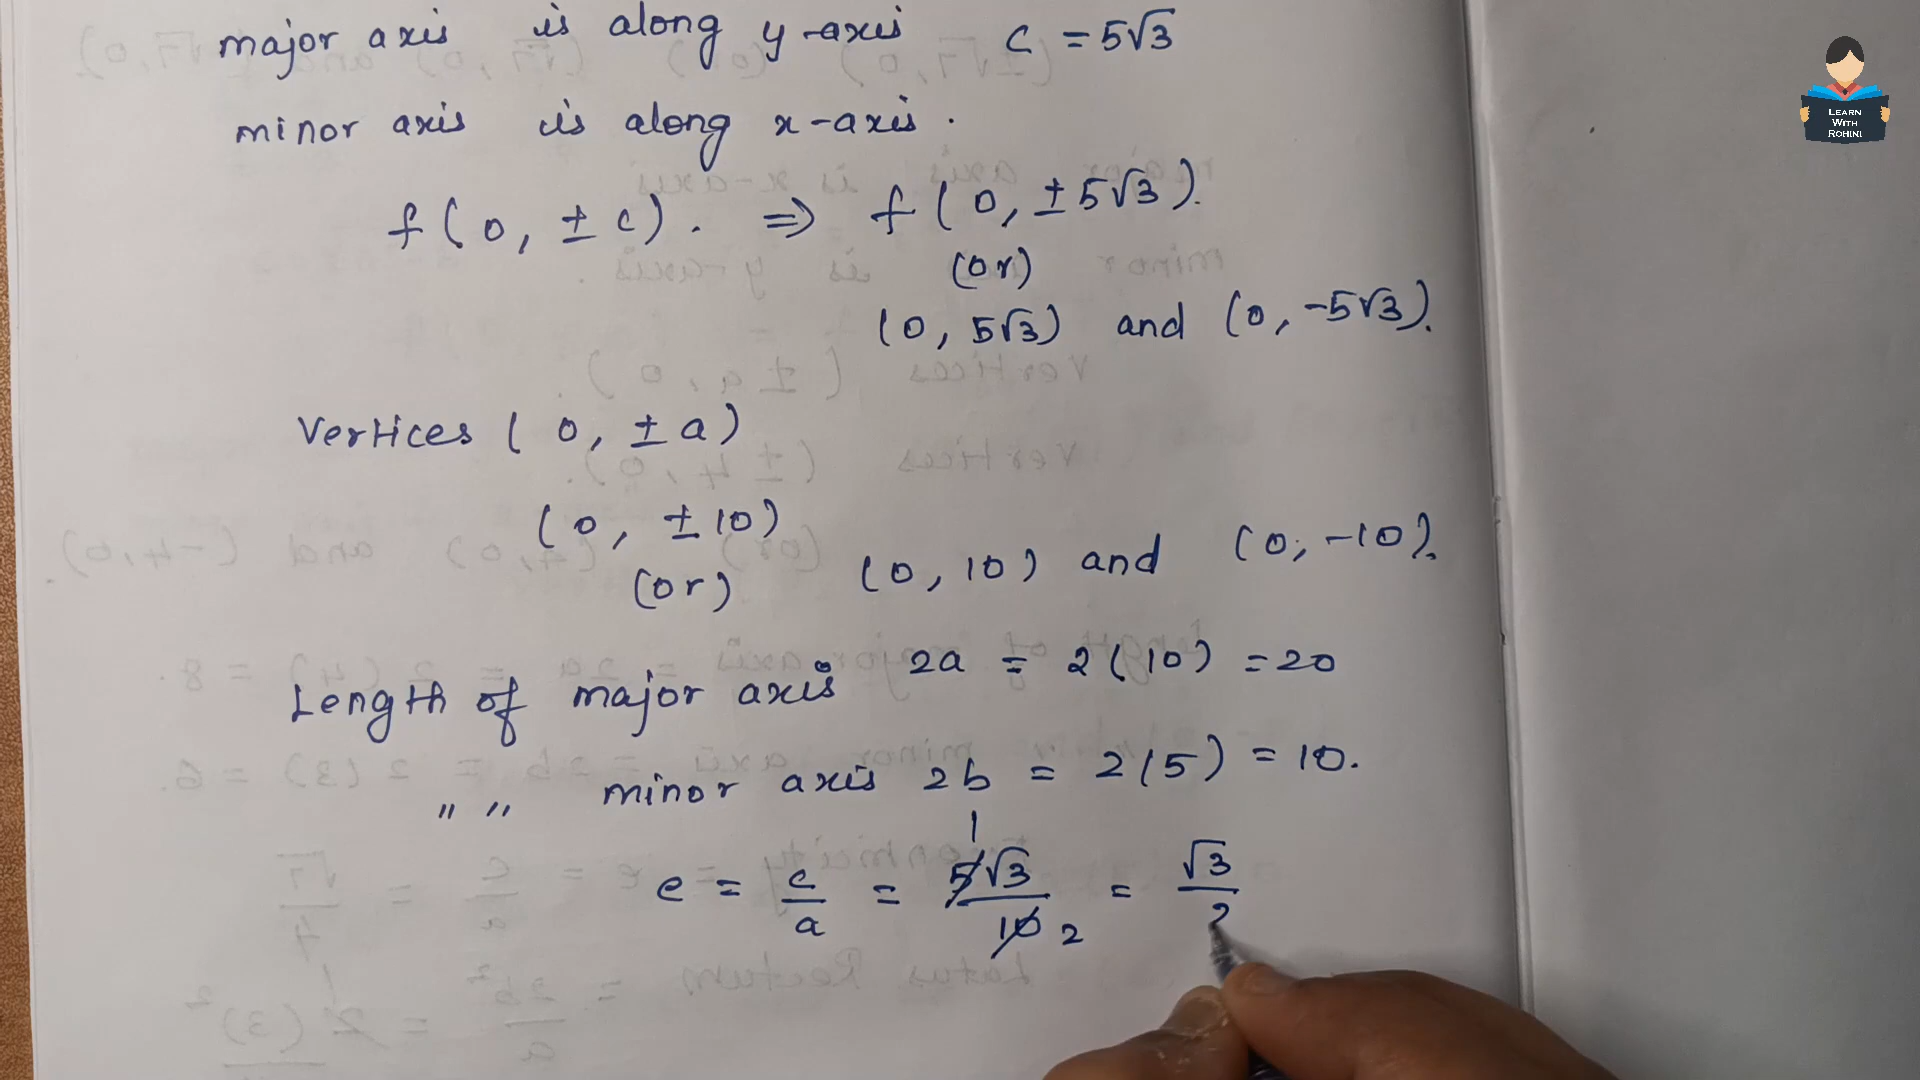 major axis is along y-axis c = 5√3
minor axis is along x-axis.
f(0, ±c). ⇒ f(0, ±5√3).
(or)
(0, 5√3) and (0, -5√3).
Vertices (0, ±a)
(0, ±10)
(or) (0, 10) and (0, -10).
Length of major axis 2a = 2(10) = 20
" " minor axis 2b = 2(5) = 10.
e = c/a = 5√3/10 = √3/2
1
2
LEARN
WITH
ROHINI